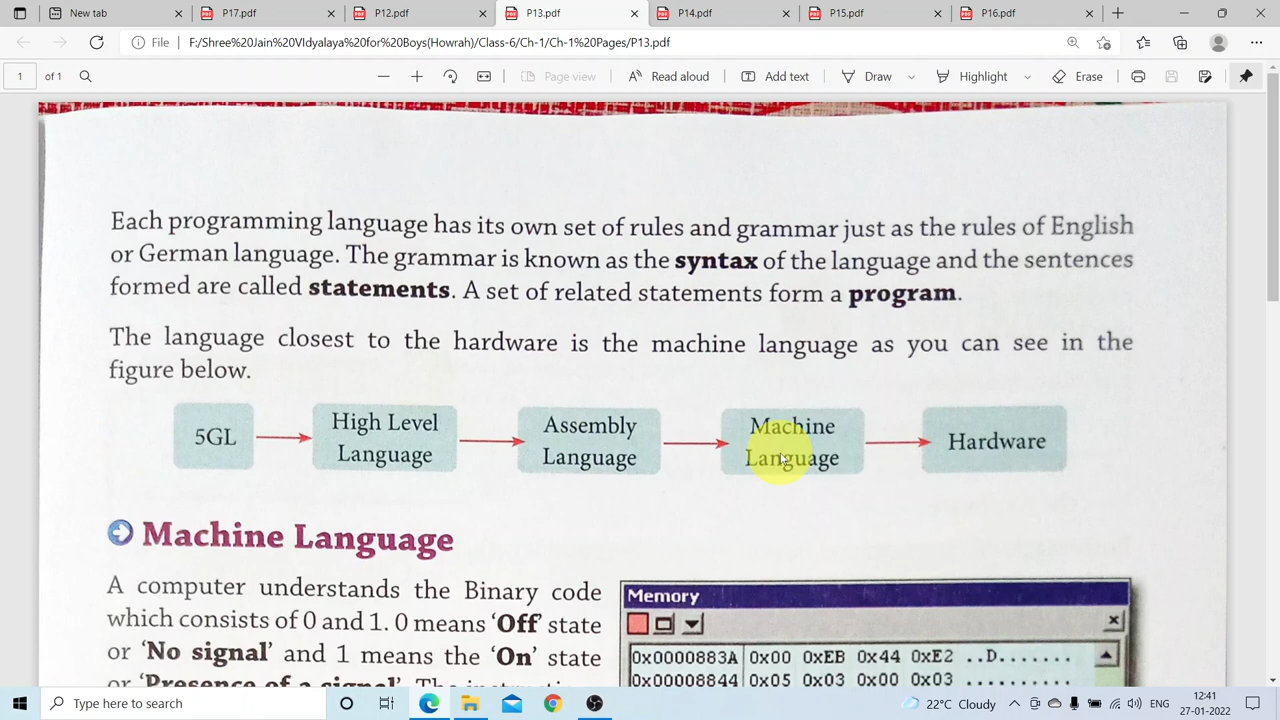 New tab
P17.pdf
P12.pdf
P13.pdf
P14.pdf
P15.pdf
P16.pdf
File
F:/Shree%20Jain%20VIdyalaya%20for%20Boys(Howrah)/Class-6/Ch-1/Ch-1%20Pages/P13.pdf
1 of 1
Page view
Read aloud
Add text
Draw
Highlight
Erase
Each programming language has its own set of rules and grammar just as the rules of English
or German language. The grammar is known as the syntax of the language and the sentences
formed are called statements. A set of related statements form a program.
The language closest to the hardware is the machine language as you can see in the
figure below.
5GL
High Level
Language
Assembly
Language
Machine
Language
Hardware
Machine Language
A computer understands the Binary code
which consists of 0 and 1. 0 means 'Off' state
or 'No signal' and 1 means the 'On' state
or 'Presence of a signal'. The
Memory
0x0000883A 0x00 0xEB 0x44 0xE2 ..D.......
0x00008844 0x05 0x03 0x00 0x03 ..........
Type here to search
22°C Cloudy
ENG
12:41
27-01-2022